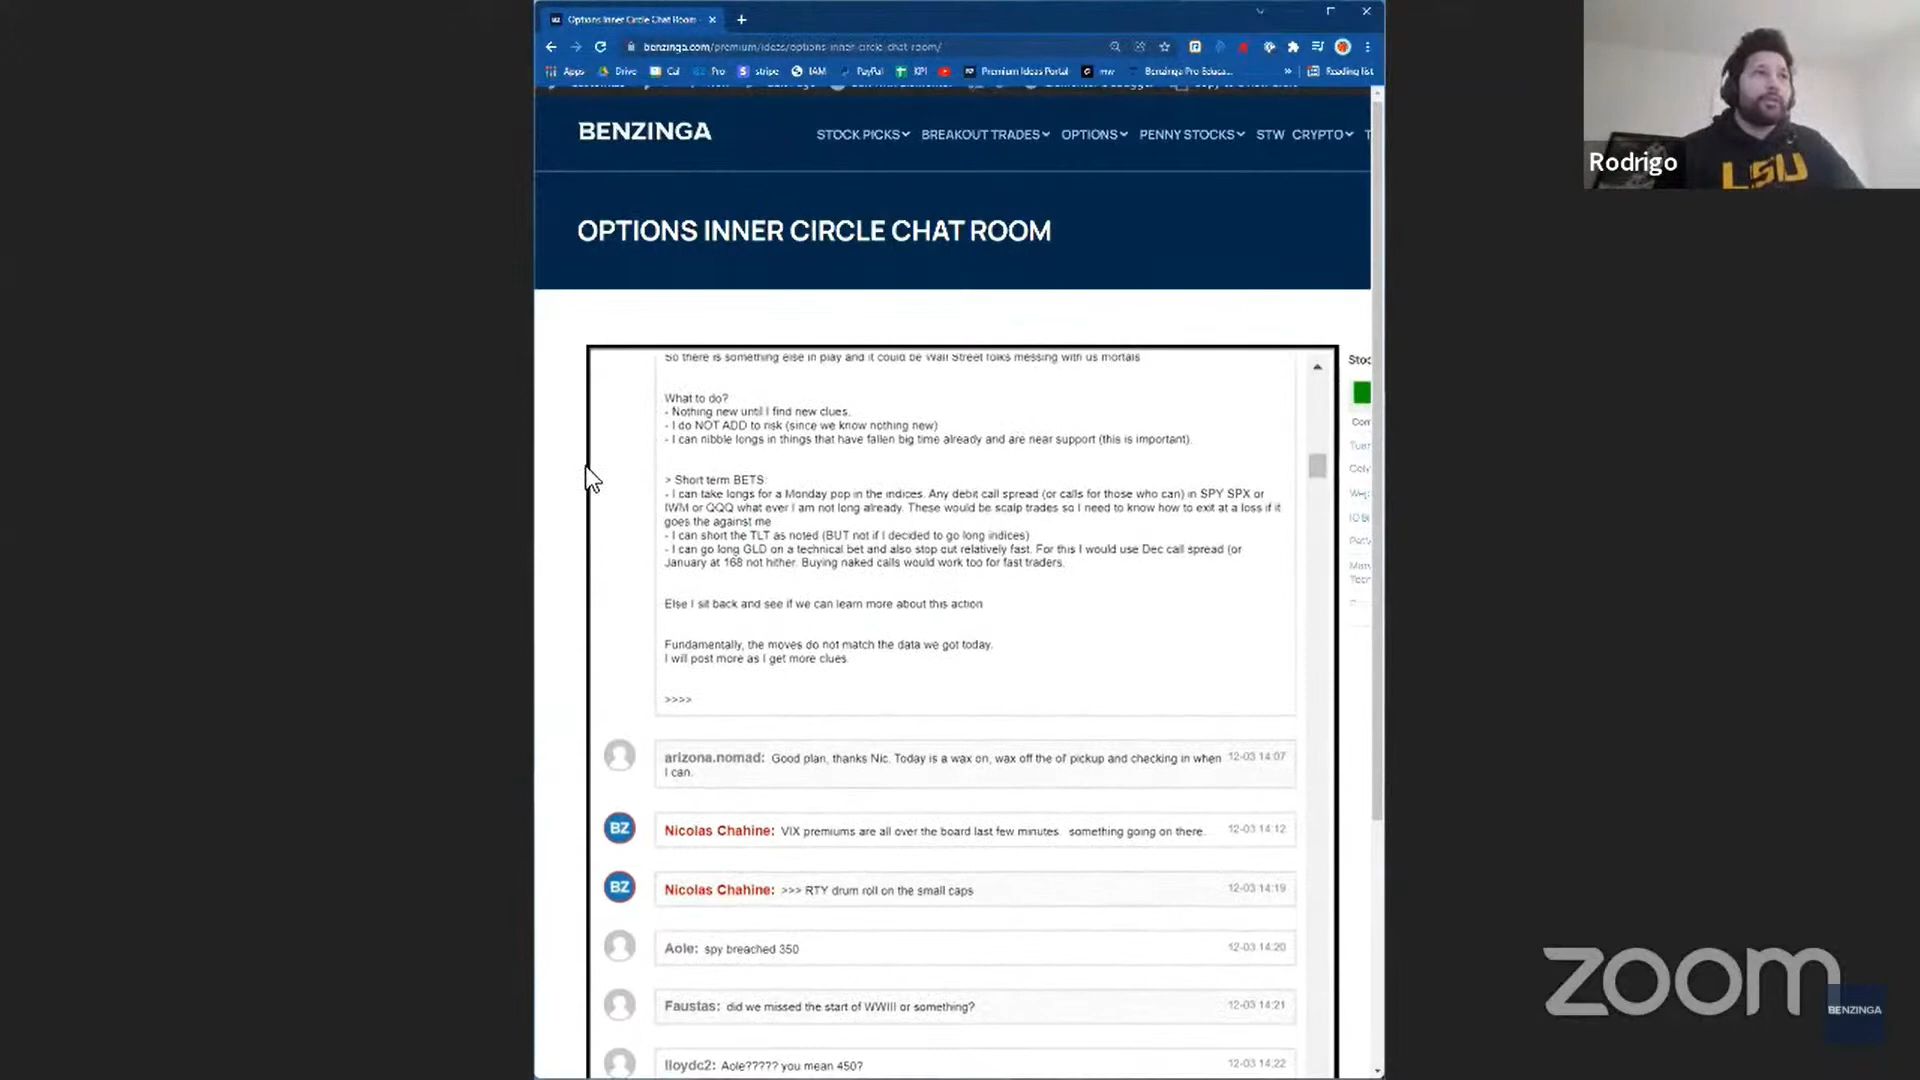 Options Inner Circle Chat Room
benzinga.com/premium/ideas/options-inner-circle-chat-room/
Apps Drive Cal Pro stripe IAM PayPal KPI Premium Ideas Portal mw Benzinga Pro Educa... » Reading list
BENZINGA STOCK PICKS BREAKOUT TRADES OPTIONS PENNY STOCKS STW CRYPTO T
Rodrigo
LSU
OPTIONS INNER CIRCLE CHAT ROOM
So there is something else in play and it could be Wall Street folks messing with us mortals
Stoc
What to do?
- Nothing new until I find new clues.
- I do NOT ADD to risk (since we know nothing new)
- I can nibble longs in things that have fallen big time already and are near support (this is important).
> Short term BETS:
- I can take longs for a Monday pop in the indices. Any debit call spread (or calls for those who can) in SPY SPX or
IWM or QQQ what ever I am not long already. These would be scalp trades so I need to know how to exit at a loss if it
goes the against me
- I can short the TLT as noted (BUT not if I decided to go long indices)
- I can go long GLD on a technical bet and also stop out relatively fast. For this I would use Dec call spread (or
January at 168 not hither. Buying naked calls would work too for fast traders.
Else I sit back and see if we can learn more about this action
Fundamentally, the moves do not match the data we got today.
I will post more as I get more clues.
>>>>
arizona.nomad: Good plan, thanks Nic. Today is a wax on, wax off the ol' pickup and checking in when 12-03 14:07
I can.
BZ Nicolas Chahine: VIX premiums are all over the board last few minutes. something going on there. 12-03 14:12
BZ Nicolas Chahine: >>> RTY drum roll on the small caps 12-03 14:19
Aole: spy breached 350 12-03 14:20
Faustas: did we missed the start of WWIII or something? 12-03 14:21
lloydc2: Aole????? you mean 450? 12-03 14:22
zoom
BENZINGA